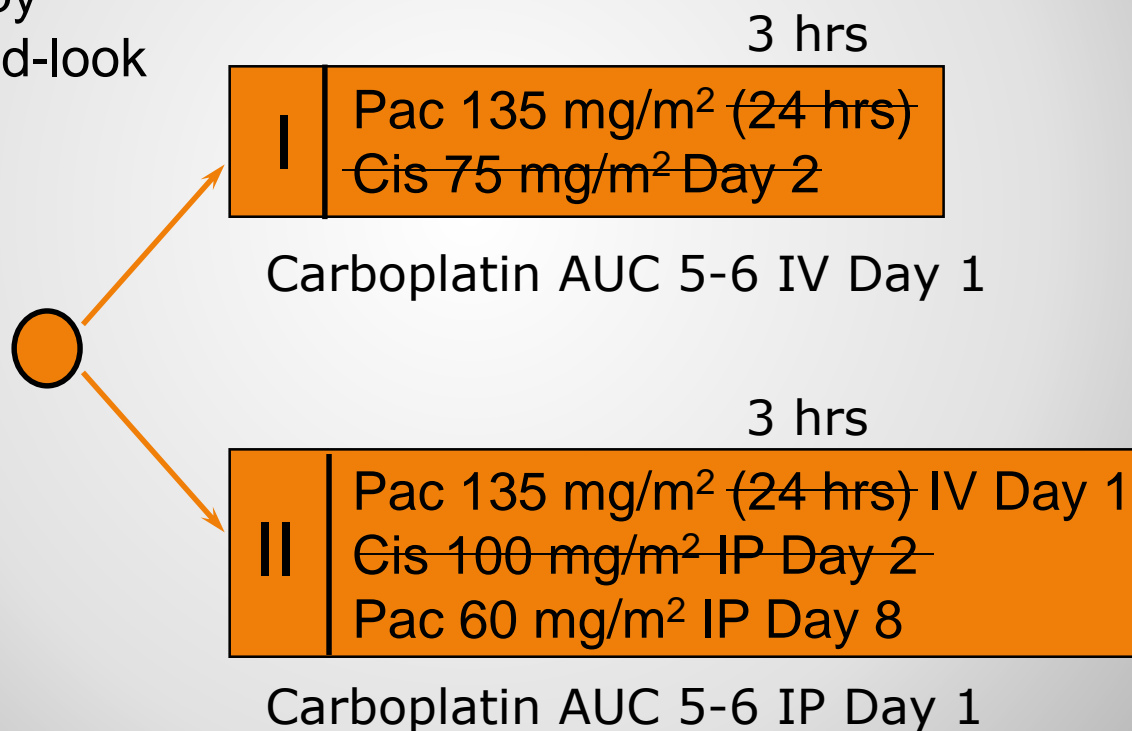 d-look
3 hrs
I
Pac 135 mg/m² (24 hrs)
Cis 75 mg/m² Day 2
Carboplatin AUC 5-6 IV Day 1
3 hrs
II
Pac 135 mg/m² (24 hrs) IV Day 1
Cis 100 mg/m² IP Day 2
Pac 60 mg/m² IP Day 8
Carboplatin AUC 5-6 IP Day 1